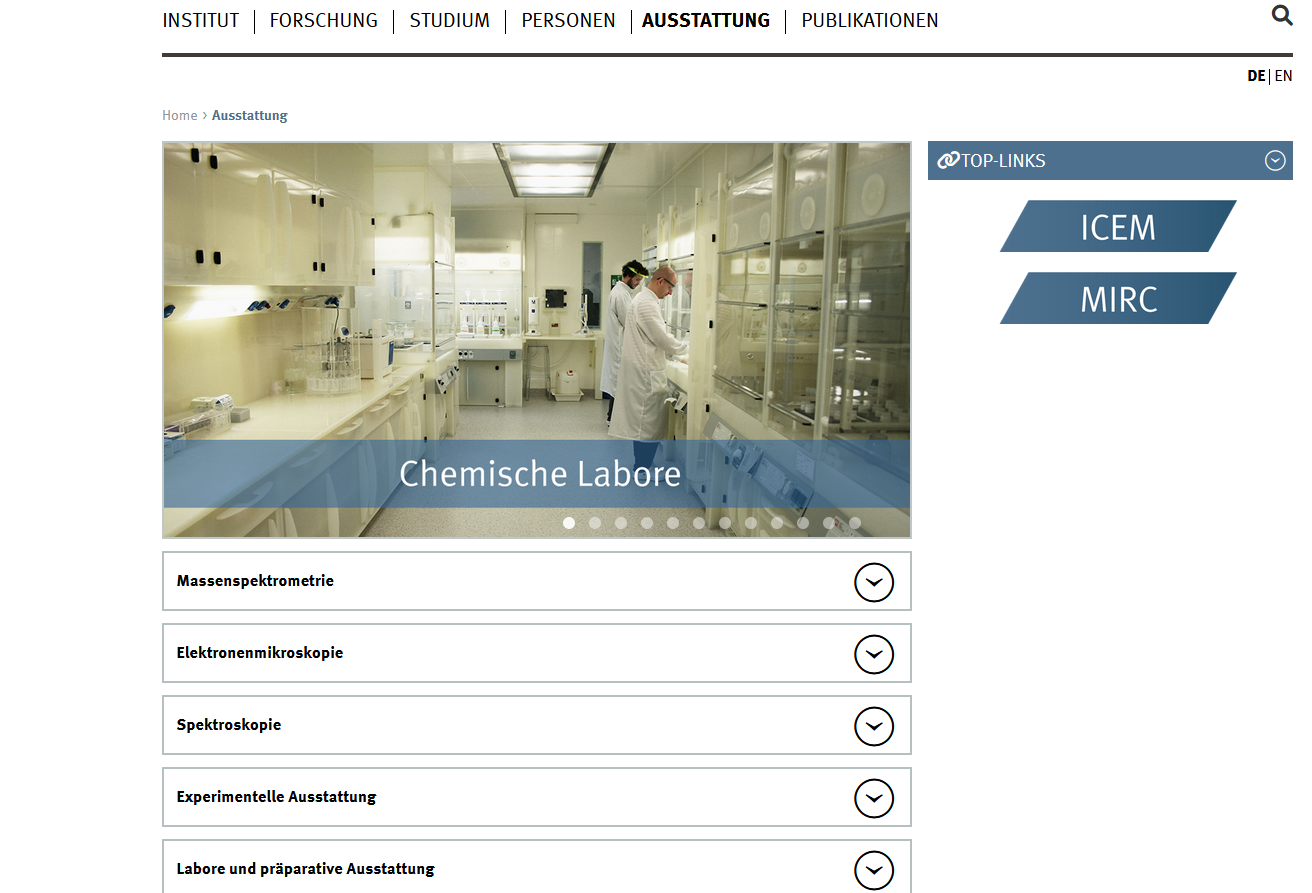 INSTITUT | FORSCHUNG | STUDIUM | PERSONEN | AUSSTATTUNG | PUBLIKATIONEN
DE | EN
Home › Ausstattung
TOP-LINKS
ICEM
MIRC
Chemische Labore
Massenspektrometrie
Elektronenmikroskopie
Spektroskopie
Experimentelle Ausstattung
Labore und präparative Ausstattung